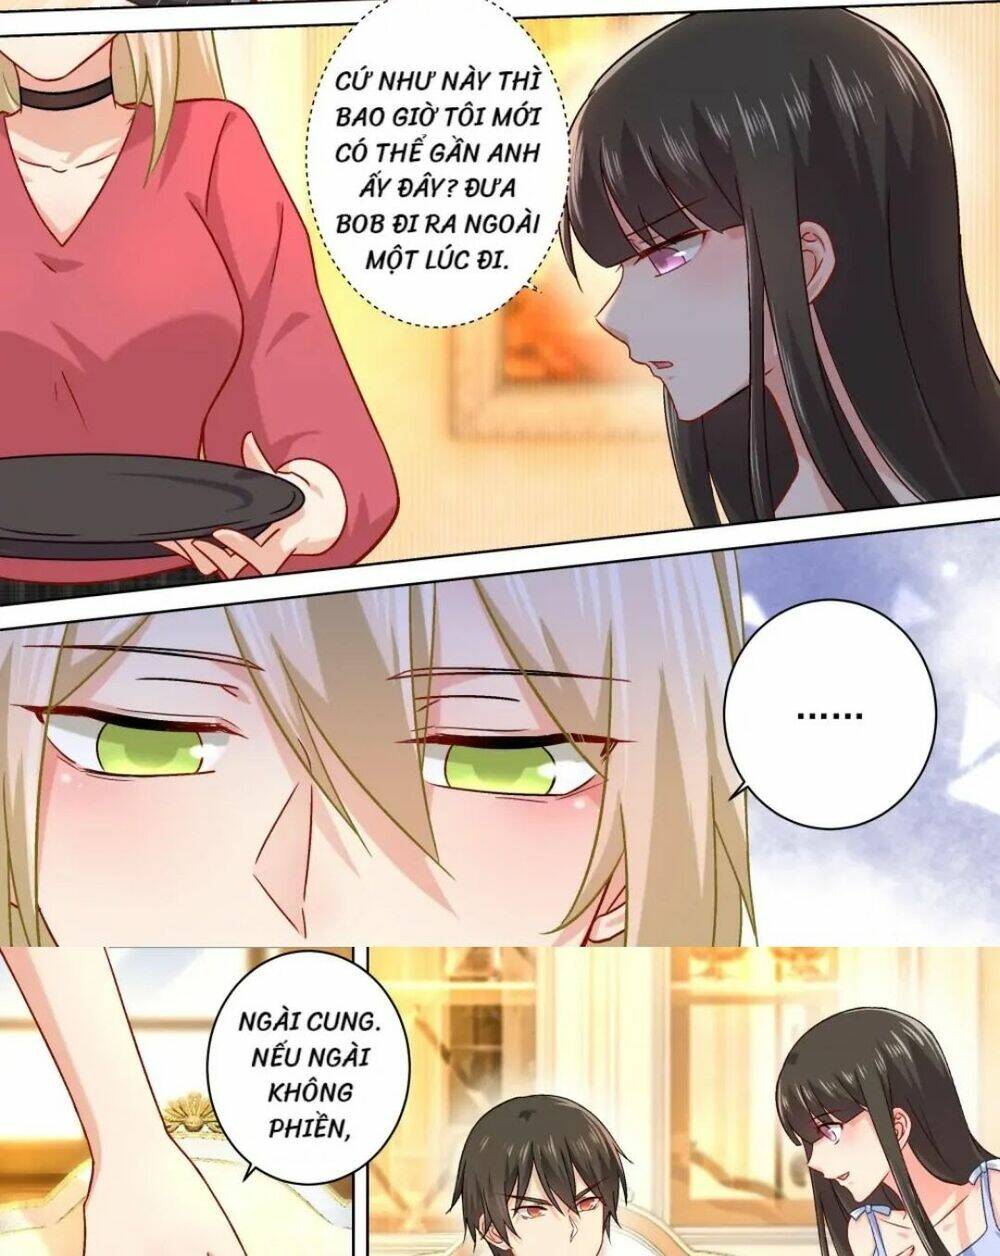 CỨ NHƯ NÀY THÌ
BAO GIỜ TÔI MỚI
CÓ THỂ GẦN ANH
ẤY ĐÂY? ĐƯA
BOB ĐI RA NGOÀI
MỘT LÚC ĐI.
......
NGÀI CUNG.
NẾU NGÀI
KHÔNG
PHIỀN,